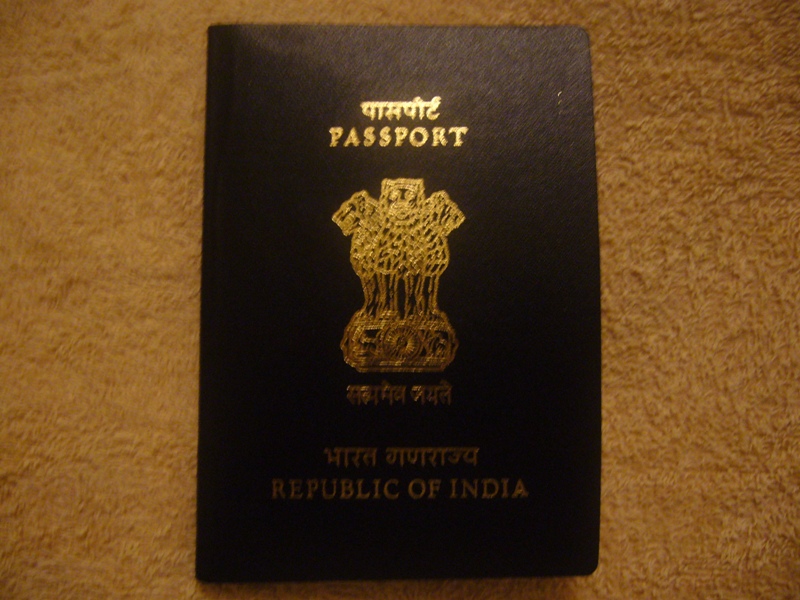 पासपोर्ट
PASSPORT
सत्यमेव जयते
भारत गणराज्य
REPUBLIC OF INDIA